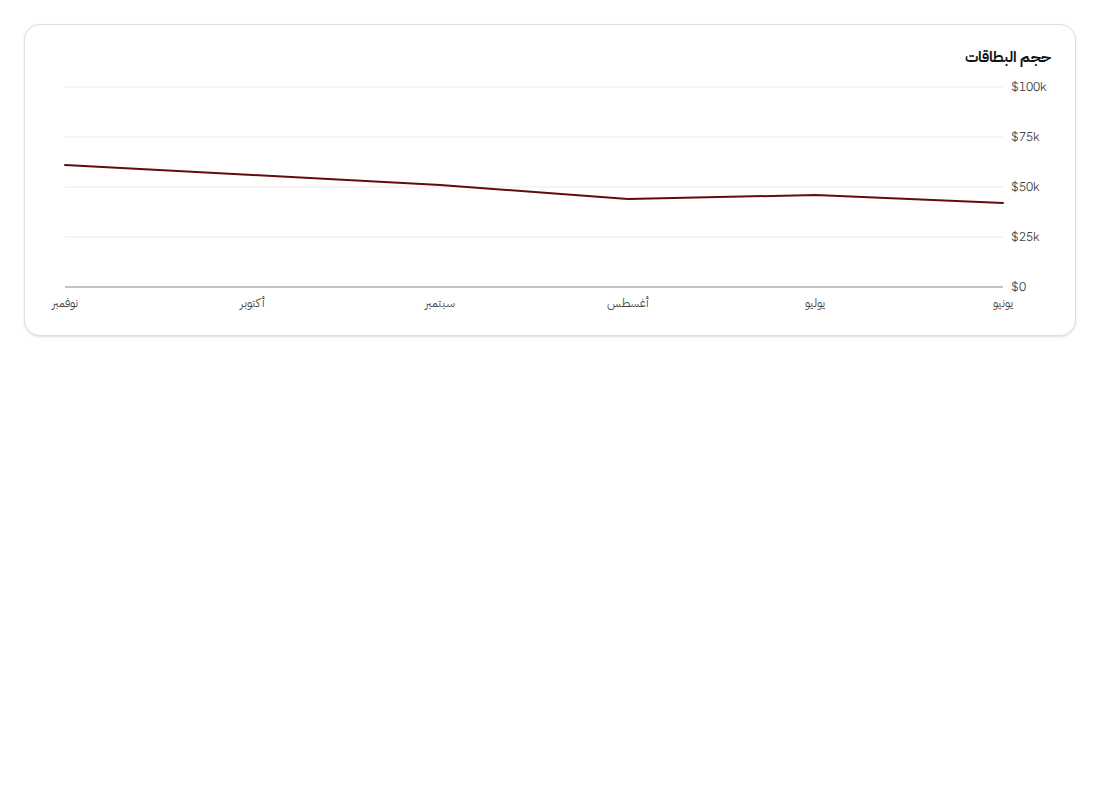 حجم البطاقات
$100k
$75k
$50k
$25k
$0
يونيو
يوليو
أغسطس
سبتمبر
أكتوبر
نوفمبر